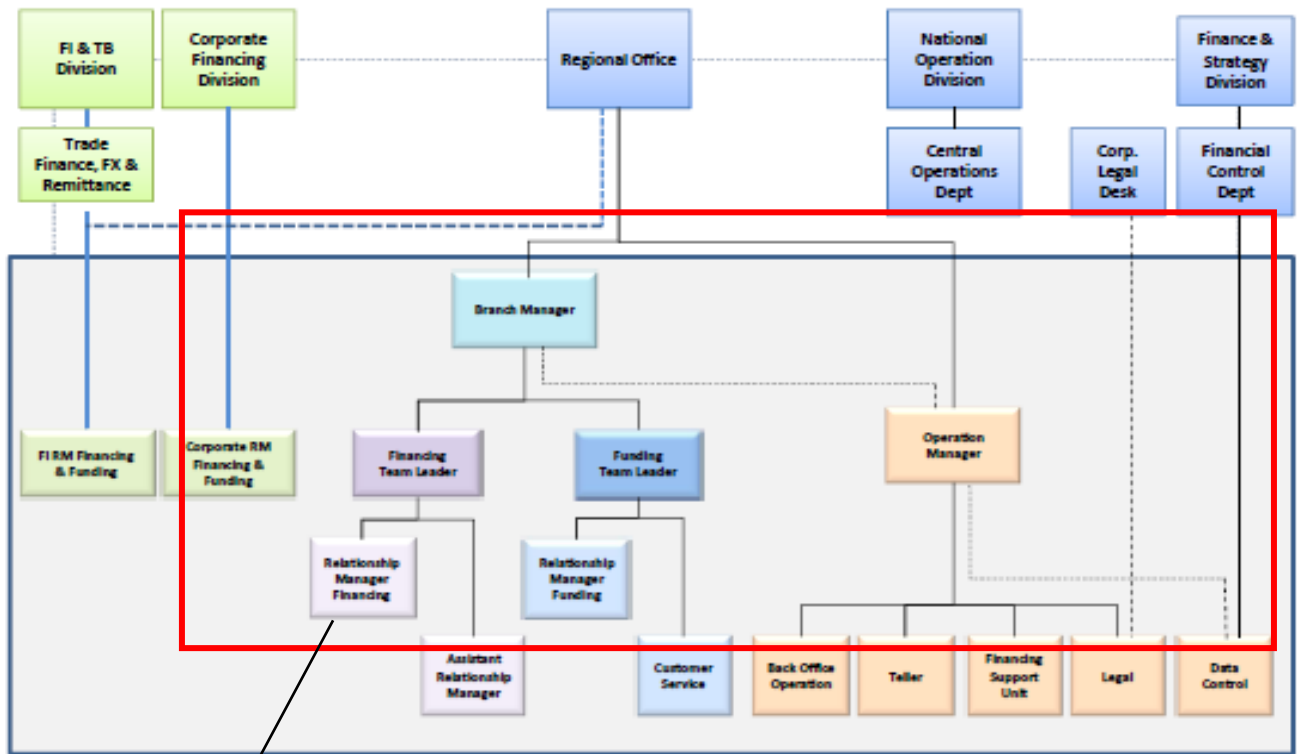 FI & TB
Division
Corporate
Financing
Division
Regional Office
National
Operation
Division
Finance &
Strategy
Division
Trade
Finance, FX &
Remittance
Central
Operations
Dept
Corp.
Legal
Desk
Financial
Control
Dept
Branch Manager
FI RM Financing
& Funding
Corporate RM
Financing &
Funding
Financing
Team Leader
Funding
Team Leader
Operation
Manager
Relationship
Manager
Financing
Relationship
Manager
Funding
Assistant
Relationship
Manager
Customer
Service
Back Office
Operation
Teller
Financing
Support
Unit
Legal
Data
Control